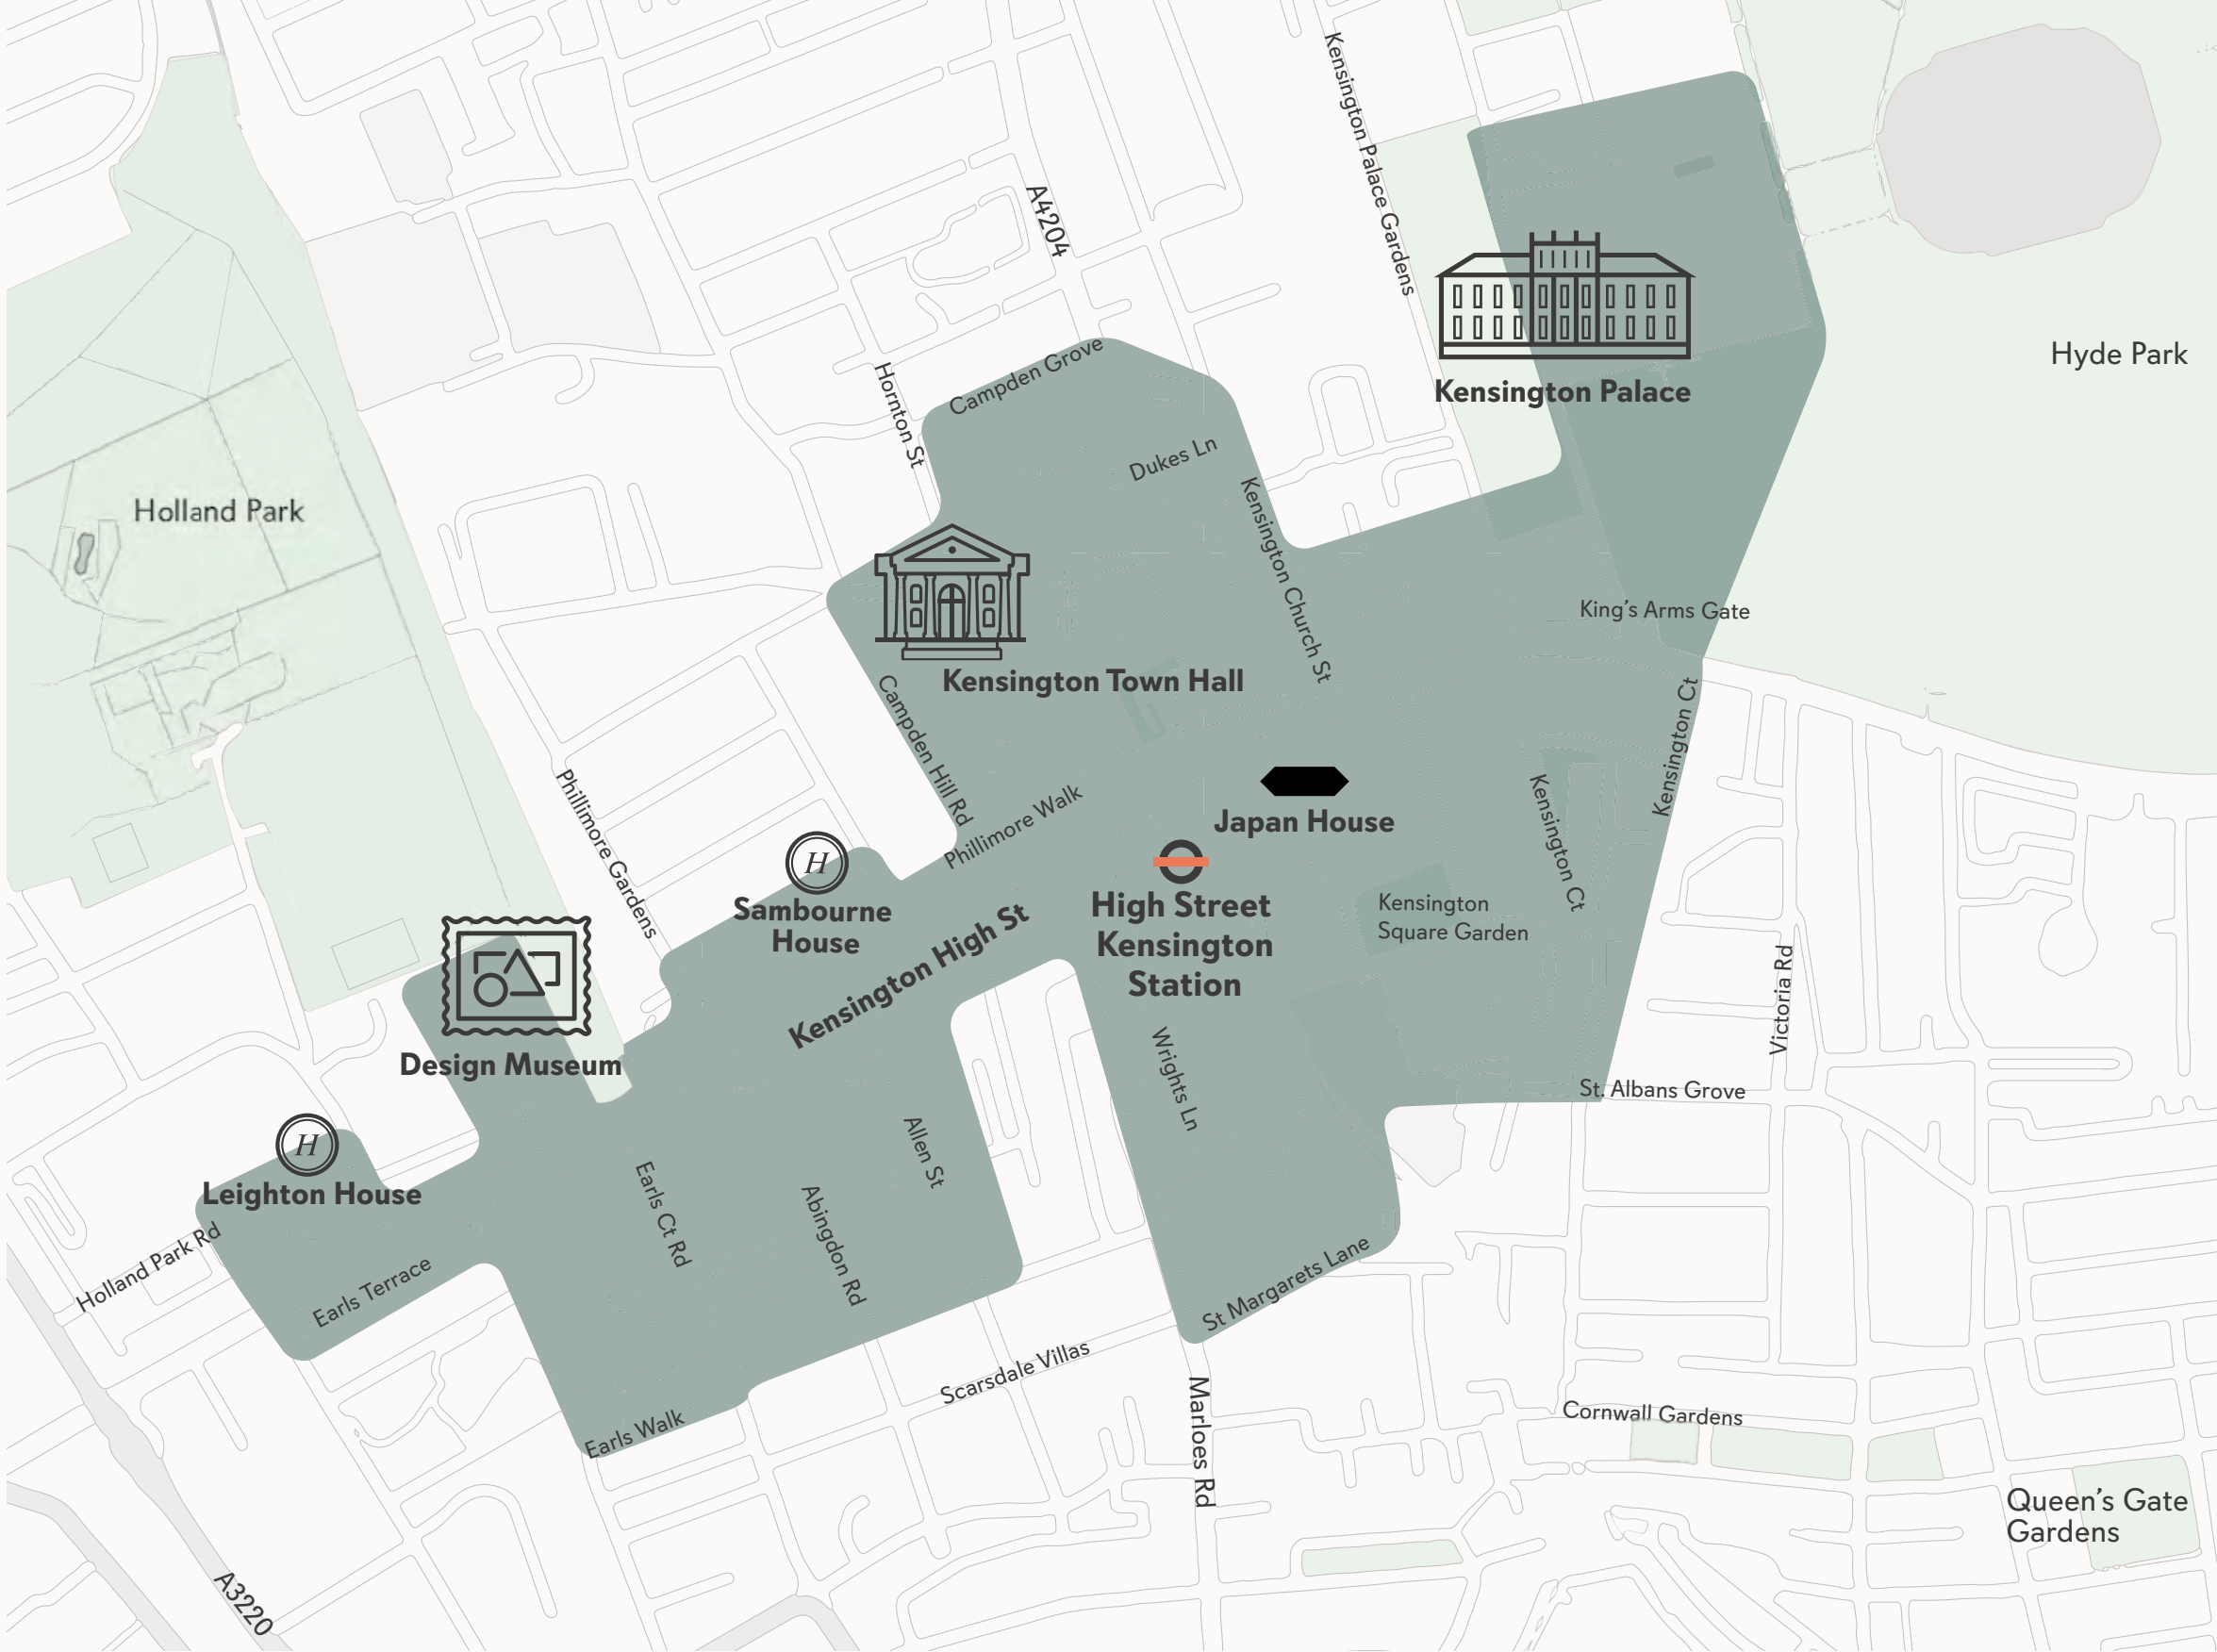 Kensington Palace Gardens
A4204
Hyde Park
Campden Grove
Hornton St
Kensington Palace
Dukes Ln
Holland Park
Kensington Church St
King's Arms Gate
Kensington Town Hall
Campden Hill Rd
Kensington Ct
Phillimore Walk
Phillimore Gardens
Japan House
Kensington Ct
H
Sambourne
House
Kensington High St
High Street
Kensington
Station
Kensington
Square Garden
Victoria Rd
Design Museum
Wrights Ln
St. Albans Grove
H
Leighton House
Allen St
Earls Ct Rd
Abingdon Rd
Holland Park Rd
Earls Terrace
St Margarets Lane
Scarsdale Villas
Earls Walk
Marloes Rd
Cornwall Gardens
Queen's Gate
Gardens
A3220